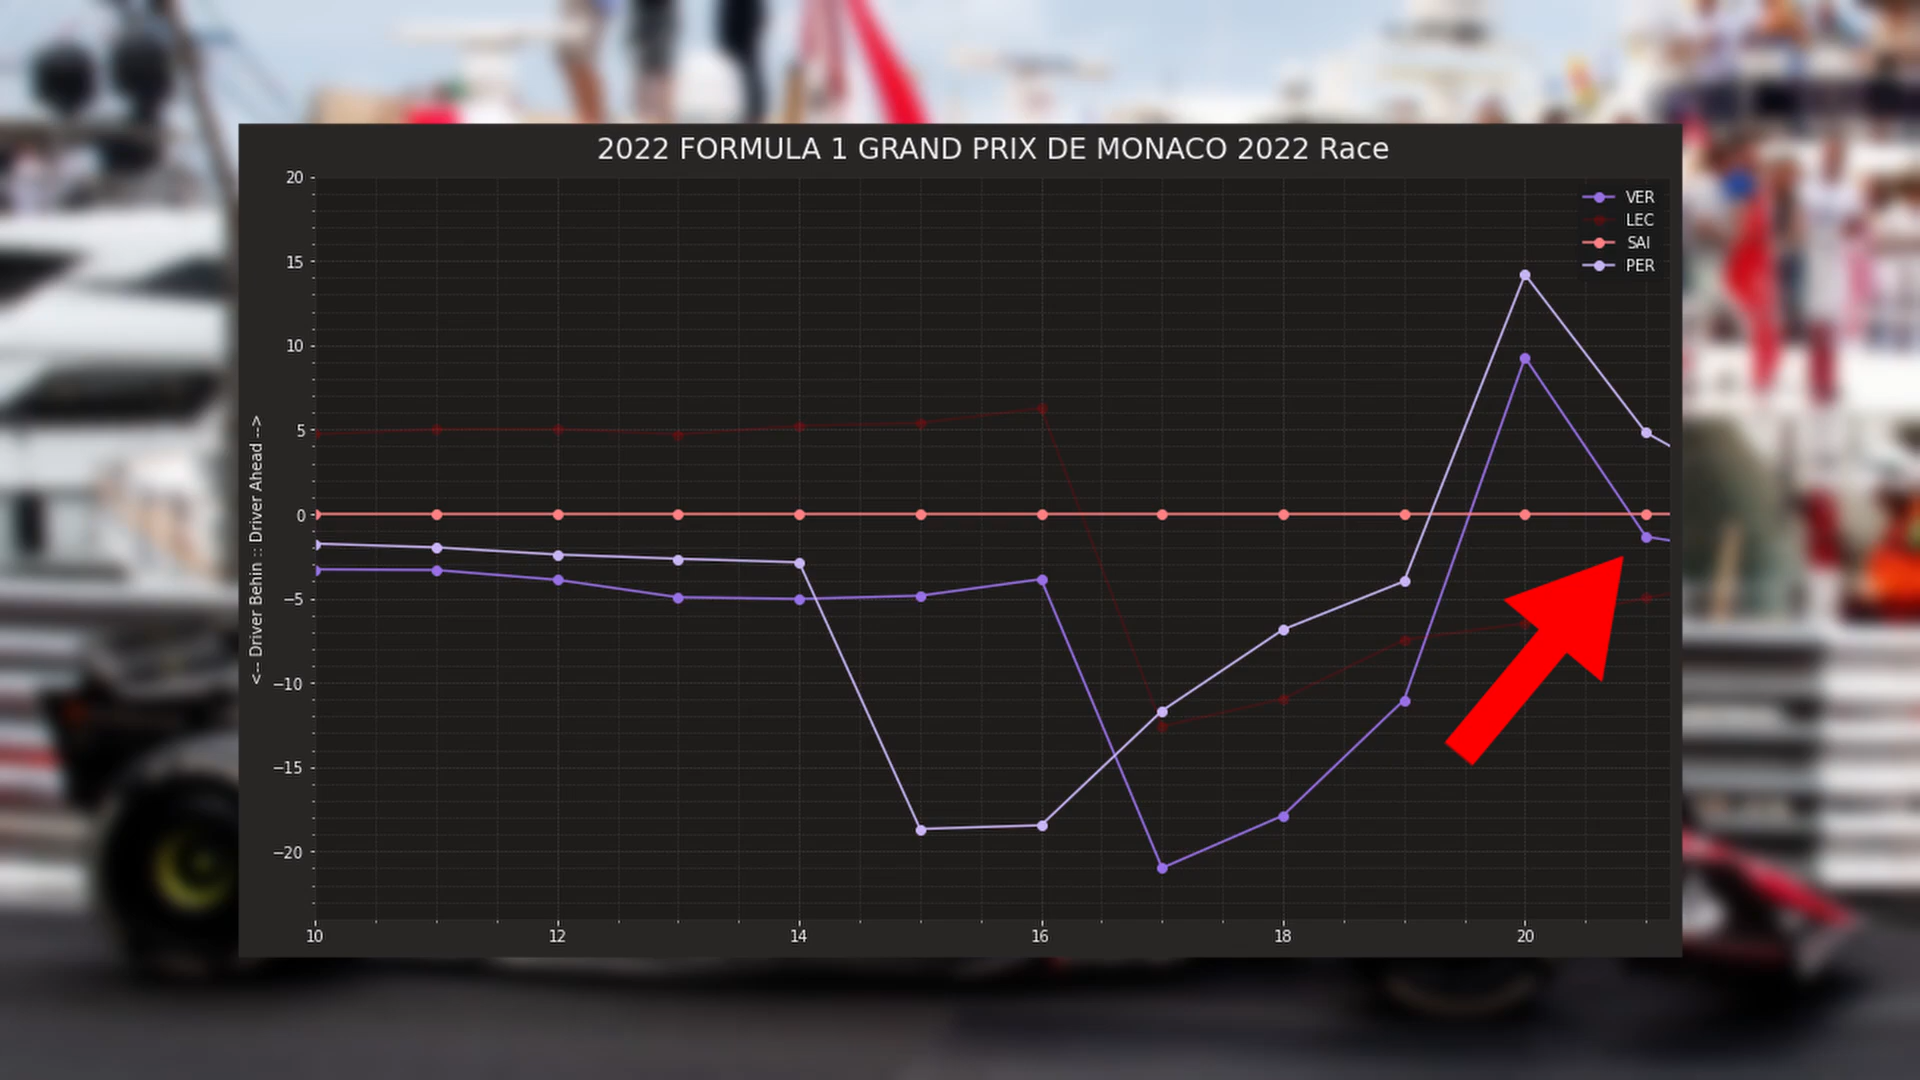 2022 FORMULA 1 GRAND PRIX DE MONACO 2022 Race
<-- Driver Behin :: Driver Ahead -->
20
15
10
5
0
−5
−10
−15
−20
VER
LEC
SAI
PER
10
12
14
16
18
20